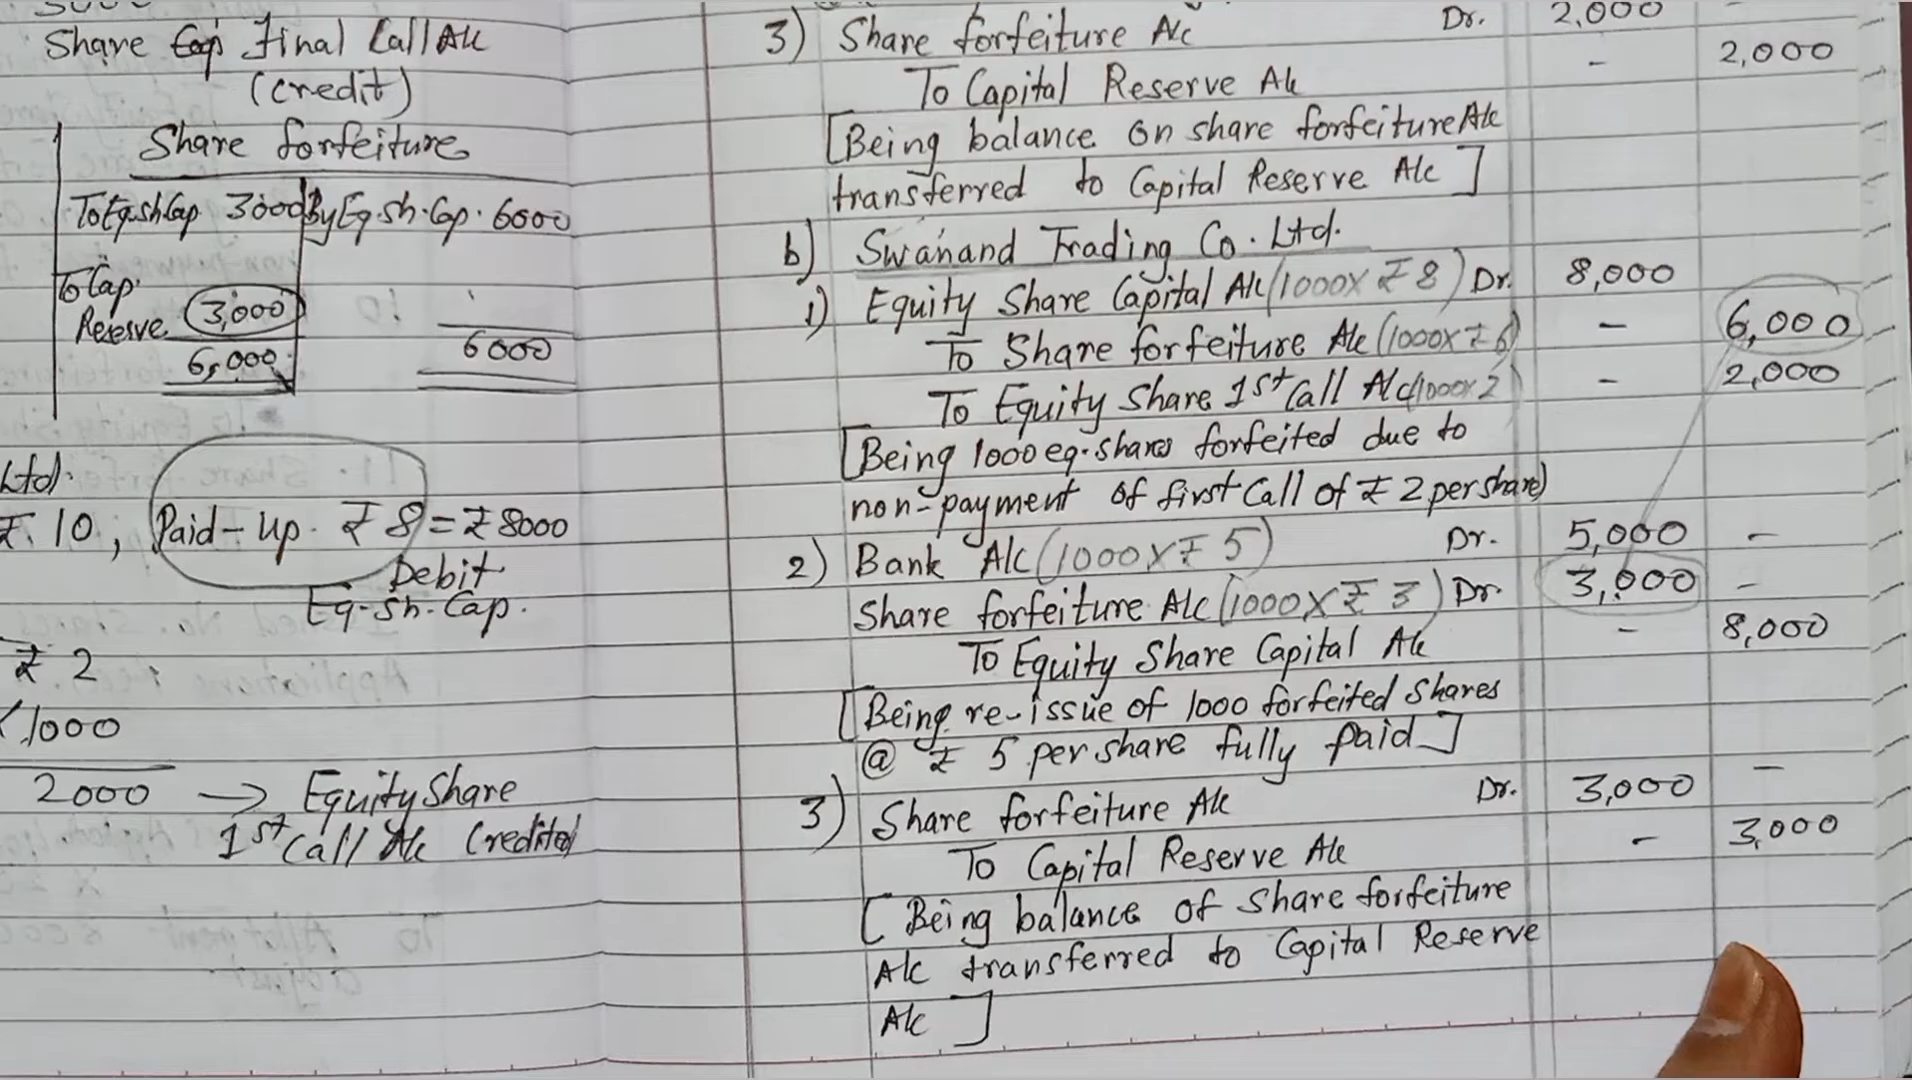 Share Final Call A/c
(credit)
Share forfeiture
To Eq.sh.Cap 3000 By Eq.sh.Cap. 6000
To Cap.
Reserve 3,000
6,000 6000
Ltd.
₹ 10, Paid-up ₹ 8 = ₹ 8000
Debit
Eq-sh.Cap.
₹ 2
1000
2000 → Equity Share
1st Call A/c Credited
3) Share forfeiture A/c Dr. 2,000 -
To Capital Reserve A/c - 2,000
[Being balance on share forfeiture A/c
transferred to Capital Reserve A/c]
b) Swanand Trading Co. Ltd.
1) Equity Share Capital A/c (1000x ₹ 8) Dr. 8,000
To Share forfeiture A/c (1000x ₹ 6) - 6,000
To Equity Share 1st Call A/c (1000x2) - 2,000
[Being 1000 eq. shares forfeited due to
non-payment of first Call of ₹ 2 per share)
2) Bank A/c (1000X ₹ 5) Dr. 5,000 -
Share forfeiture A/c (1000X ₹ 3) Dr. 3,000 -
To Equity Share Capital A/c - 8,000
[Being re-issue of 1000 forfeited shares
@ ₹ 5 per share fully paid]
3) Share forfeiture A/c Dr. 3,000 -
To Capital Reserve A/c - 3,000
[Being balance of share forfeiture
A/c transferred to Capital Reserve
A/c]